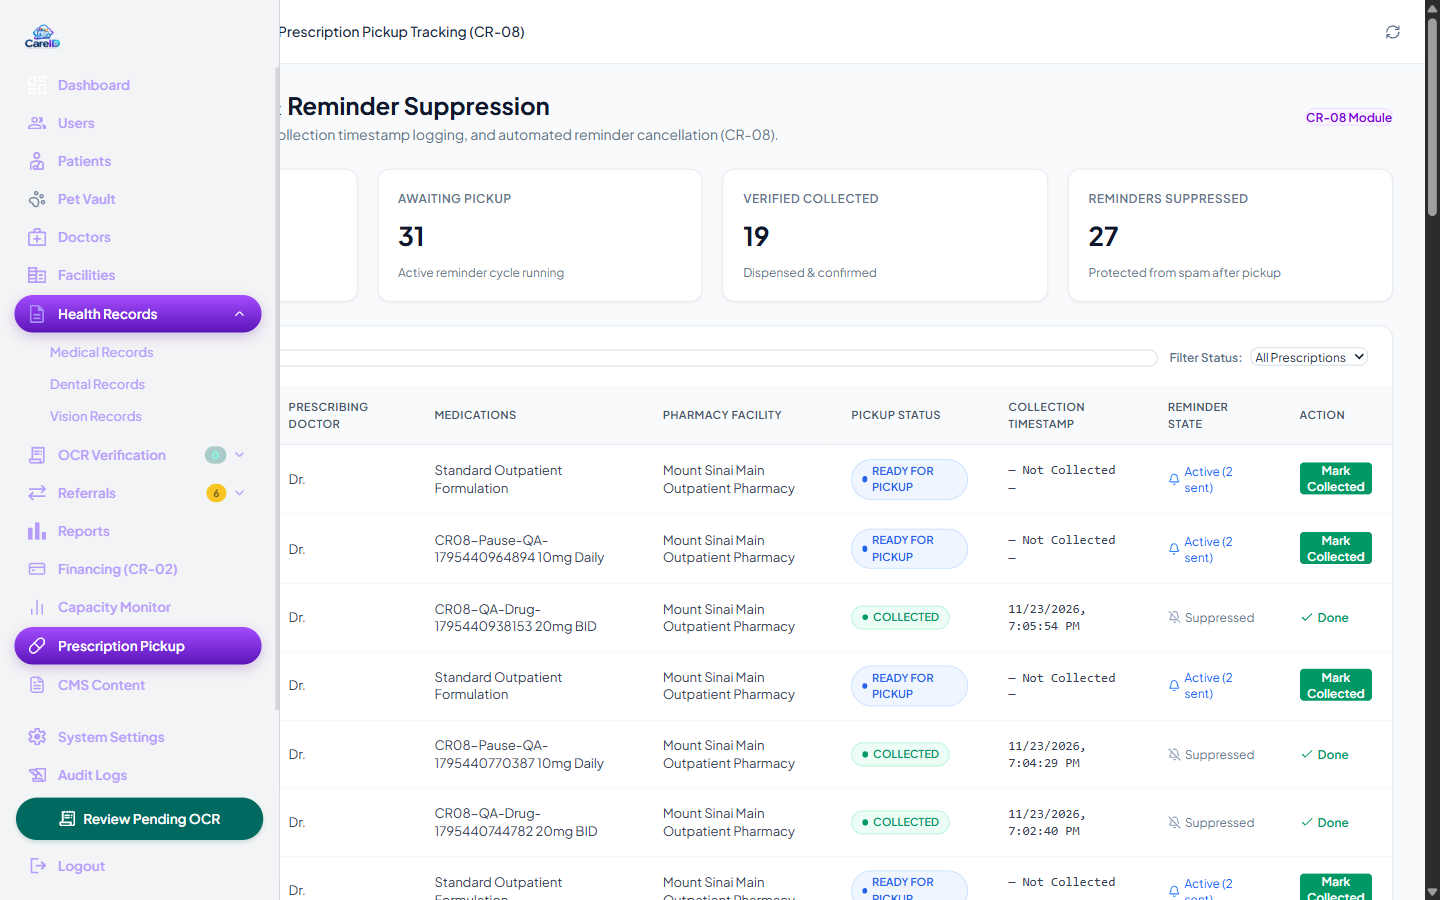 CareID
Dashboard
Users
Patients
Pet Vault
Doctors
Facilities
Health Records
Medical Records
Dental Records
Vision Records
OCR Verification 0
Referrals 6
Reports
Financing (CR-02)
Capacity Monitor
Prescription Pickup
CMS Content
System Settings
Audit Logs
Review Pending OCR
Logout
Prescription Pickup Tracking (CR-08)
Reminder Suppression
ollection timestamp logging, and automated reminder cancellation (CR-08).
CR-08 Module
AWAITING PICKUP
31
Active reminder cycle running
VERIFIED COLLECTED
19
Dispensed & confirmed
REMINDERS SUPPRESSED
27
Protected from spam after pickup
Filter Status: All Prescriptions
PRESCRIBING
DOCTOR
MEDICATIONS
PHARMACY FACILITY
PICKUP STATUS
COLLECTION
TIMESTAMP
REMINDER
STATE
ACTION
Dr.
Standard Outpatient
Formulation
Mount Sinai Main
Outpatient Pharmacy
READY FOR
PICKUP
— Not Collected
—
Active (2
sent)
Mark
Collected
Dr.
CR08-Pause-QA-
1795440964894 10mg Daily
Mount Sinai Main
Outpatient Pharmacy
READY FOR
PICKUP
— Not Collected
—
Active (2
sent)
Mark
Collected
Dr.
CR08-QA-Drug-
1795440938153 20mg BID
Mount Sinai Main
Outpatient Pharmacy
COLLECTED
11/23/2026,
7:05:54 PM
Suppressed
Done
Dr.
Standard Outpatient
Formulation
Mount Sinai Main
Outpatient Pharmacy
READY FOR
PICKUP
— Not Collected
—
Active (2
sent)
Mark
Collected
Dr.
CR08-Pause-QA-
1795440770387 10mg Daily
Mount Sinai Main
Outpatient Pharmacy
COLLECTED
11/23/2026,
7:04:29 PM
Suppressed
Done
Dr.
CR08-QA-Drug-
1795440744782 20mg BID
Mount Sinai Main
Outpatient Pharmacy
COLLECTED
11/23/2026,
7:02:40 PM
Suppressed
Done
Dr.
Standard Outpatient
Formulation
Mount Sinai Main
Outpatient Pharmacy
READY FOR
PICKUP
— Not Collected
Active (2
sent)
Mark
Collected